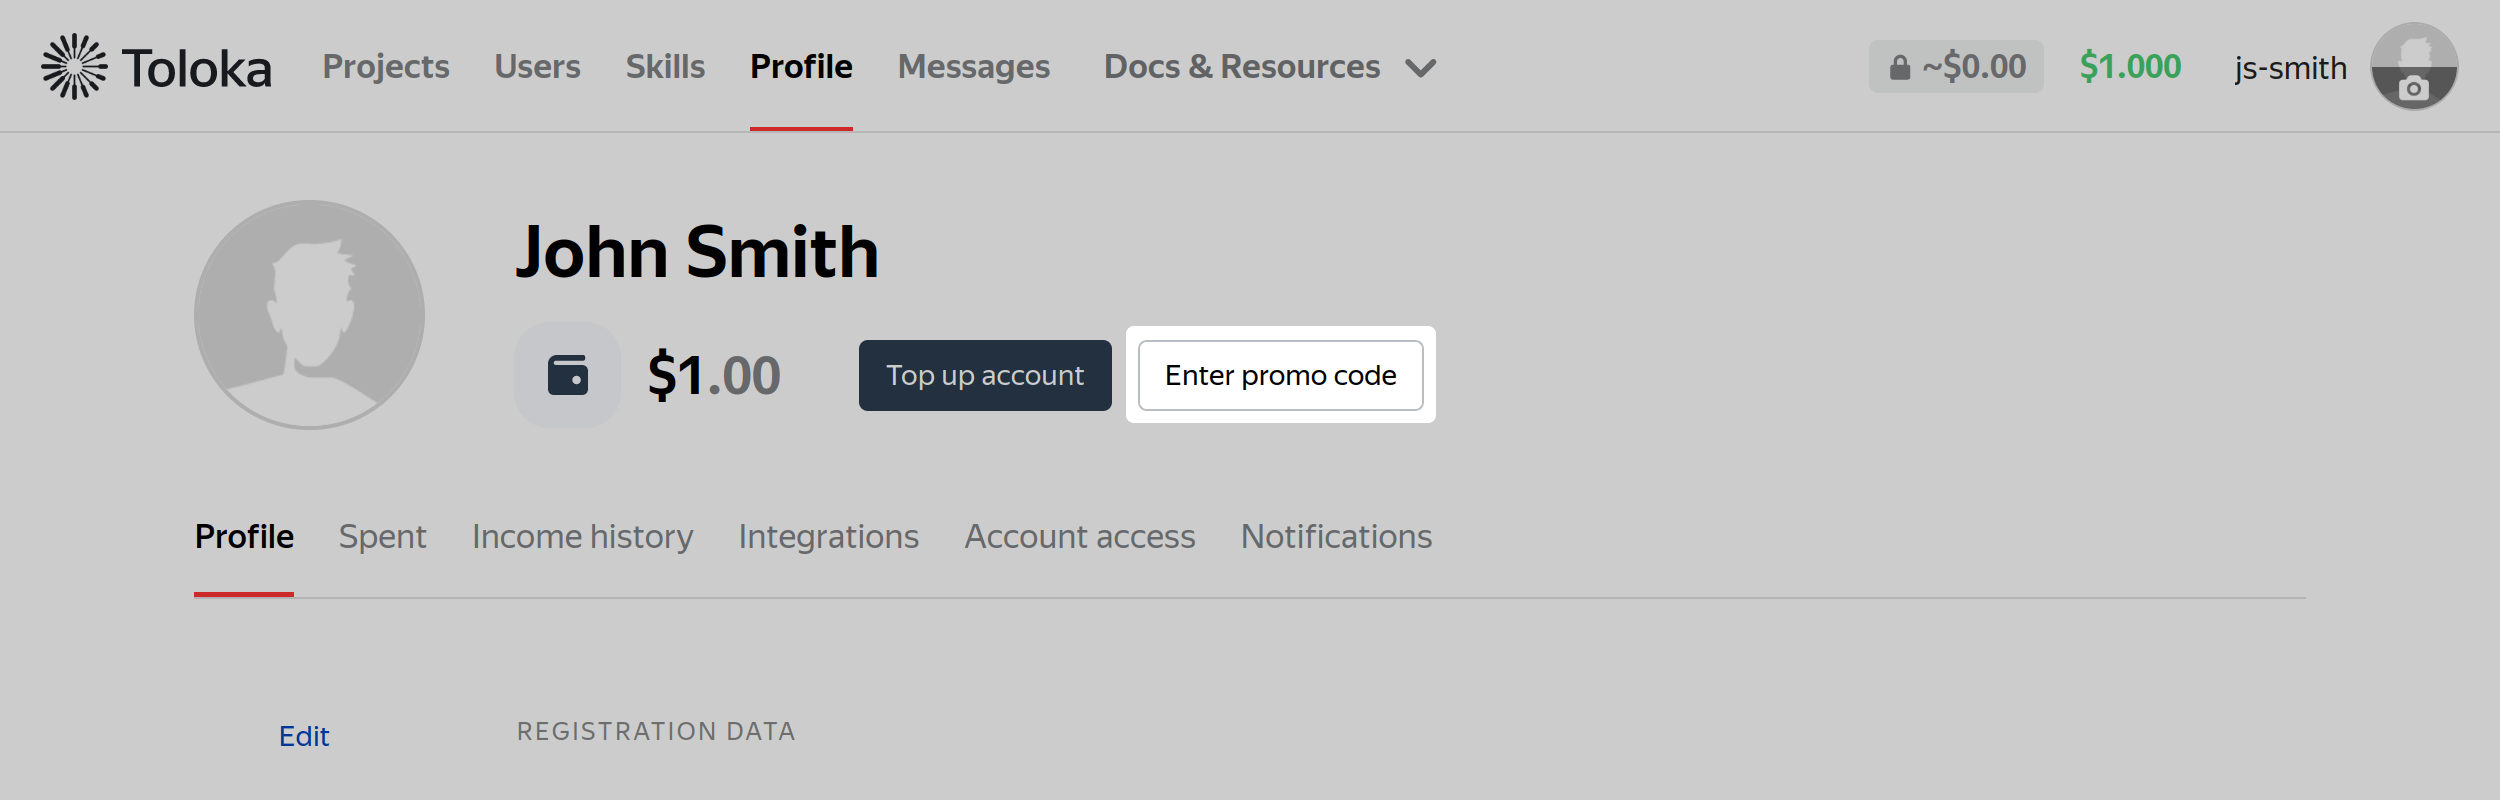 Toloka Projects Users Skills Profile Messages Docs & Resources ~$0.00 $1.000 js-smith
John Smith
$1.00 Top up account Enter promo code
Profile Spent Income history Integrations Account access Notifications
Edit REGISTRATION DATA